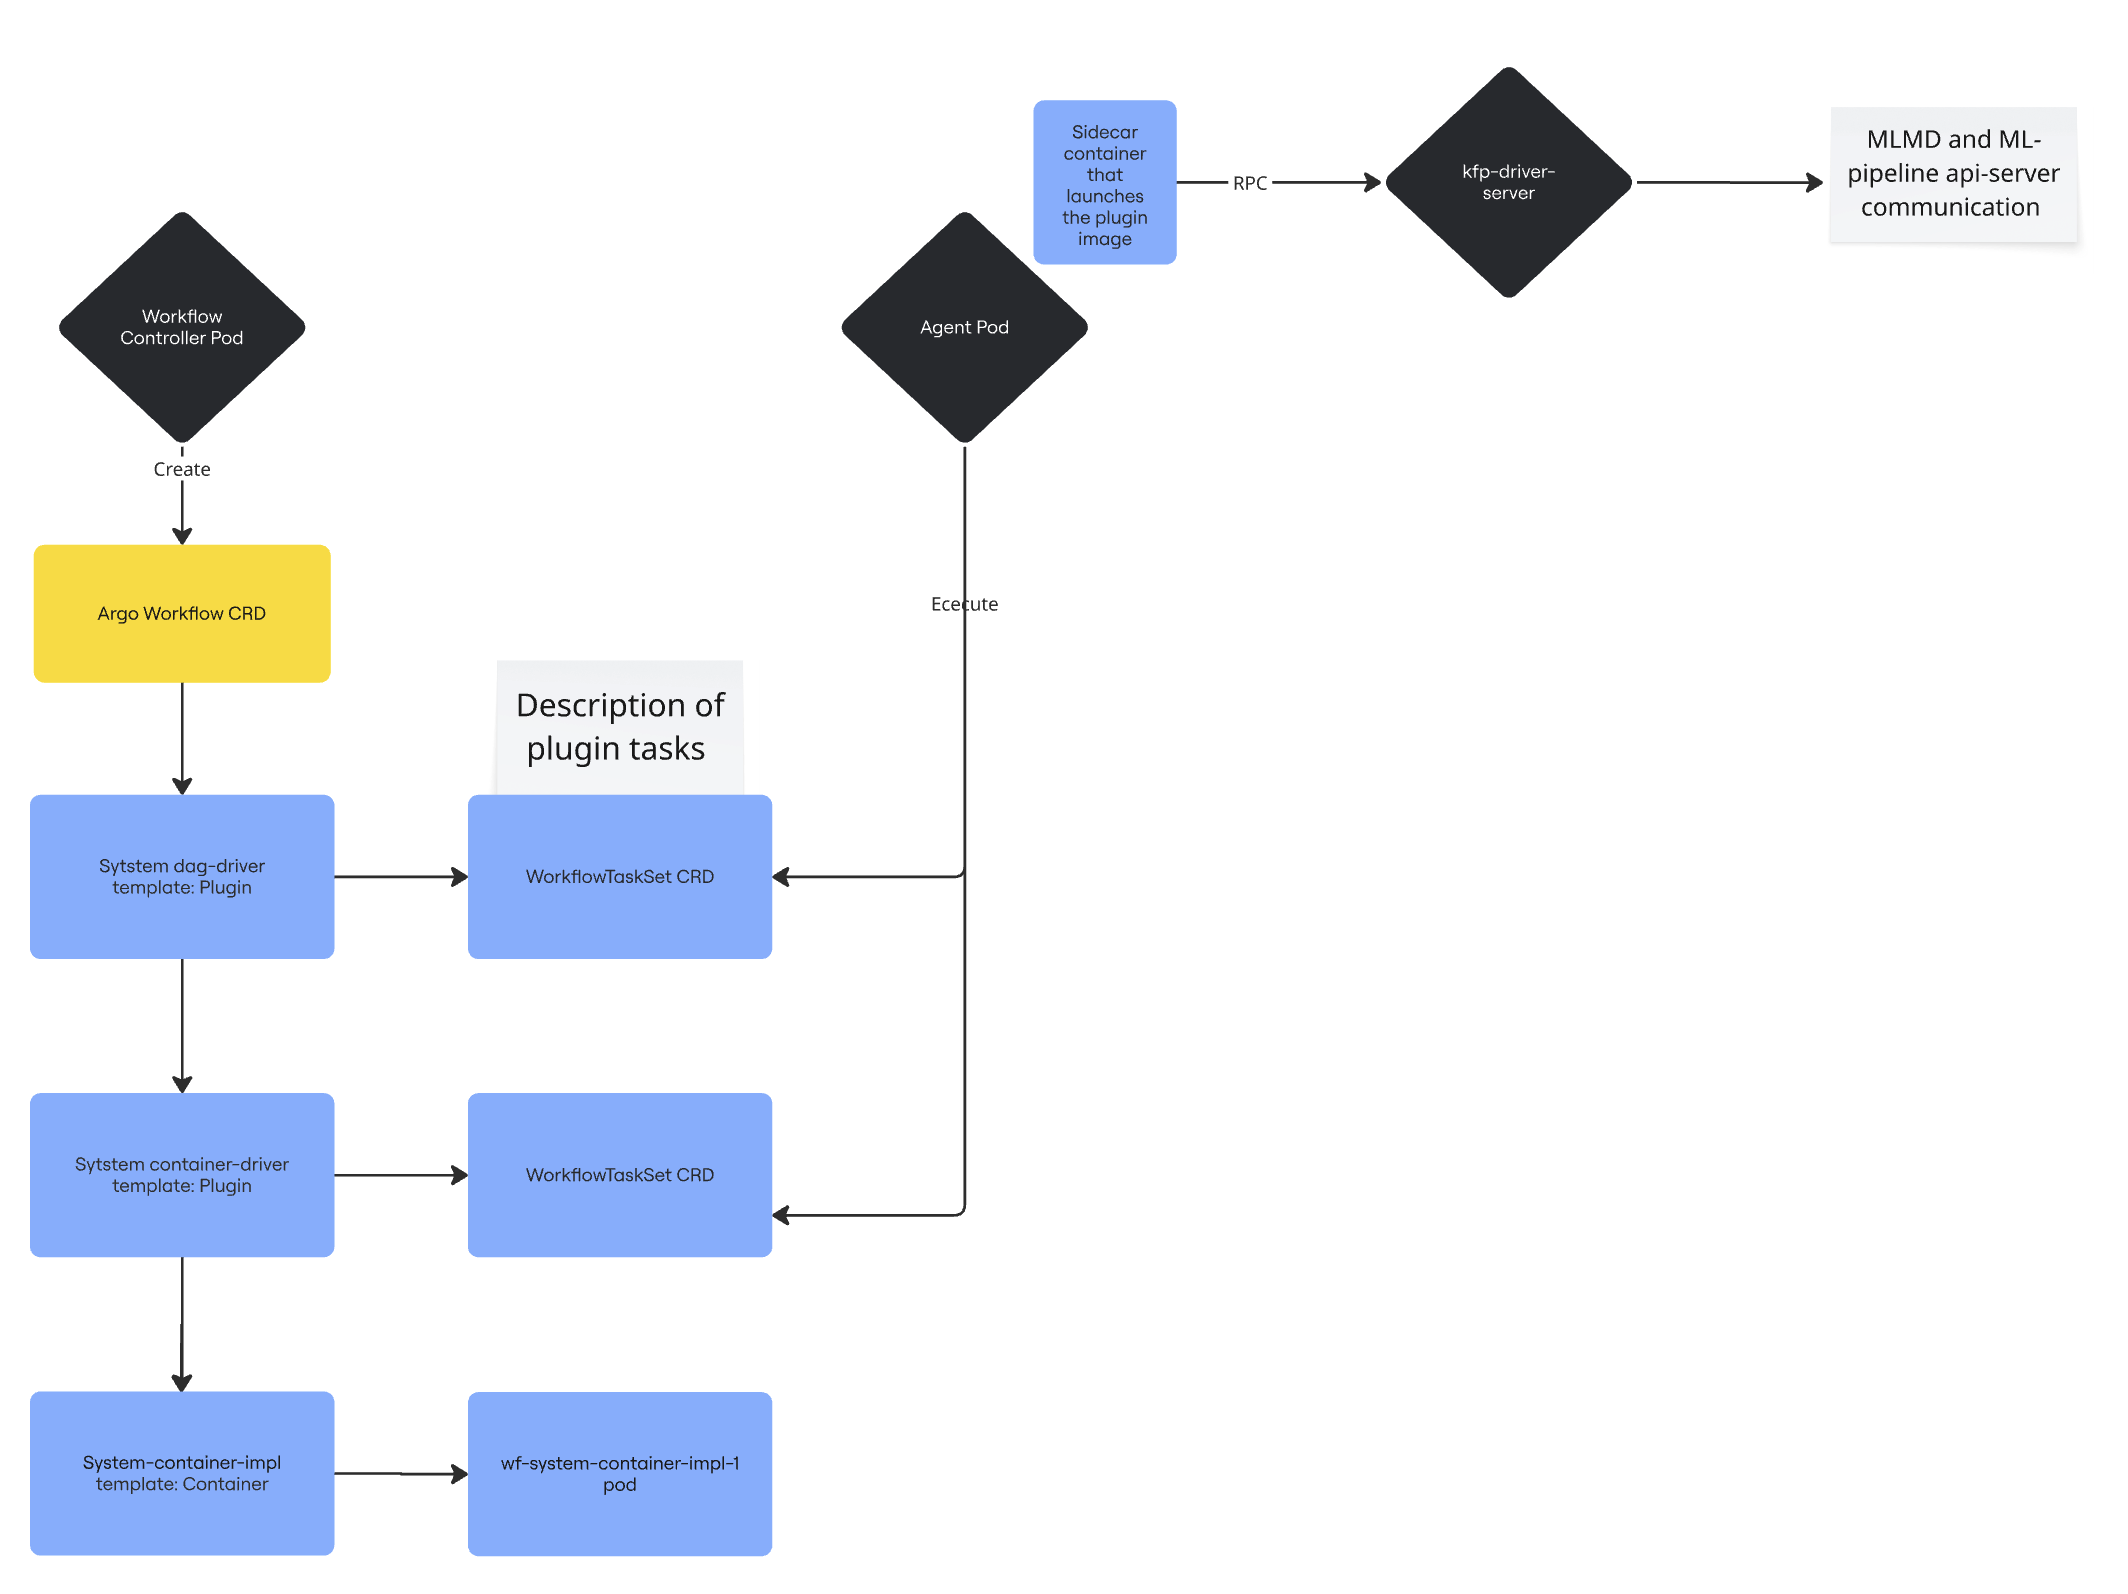 Sidecar
container
that
launches
the plugin
image
RPC
kfp-driver-
server
MLMD and ML-
pipeline api-server
communication
Workflow
Controller Pod
Agent Pod
Create
Argo Workflow CRD
Ececute
Description of
plugin tasks
Sytstem dag-driver
template: Plugin
WorkflowTaskSet CRD
Sytstem container-driver
template: Plugin
WorkflowTaskSet CRD
System-container-impl
template: Container
wf-system-container-impl-1
pod